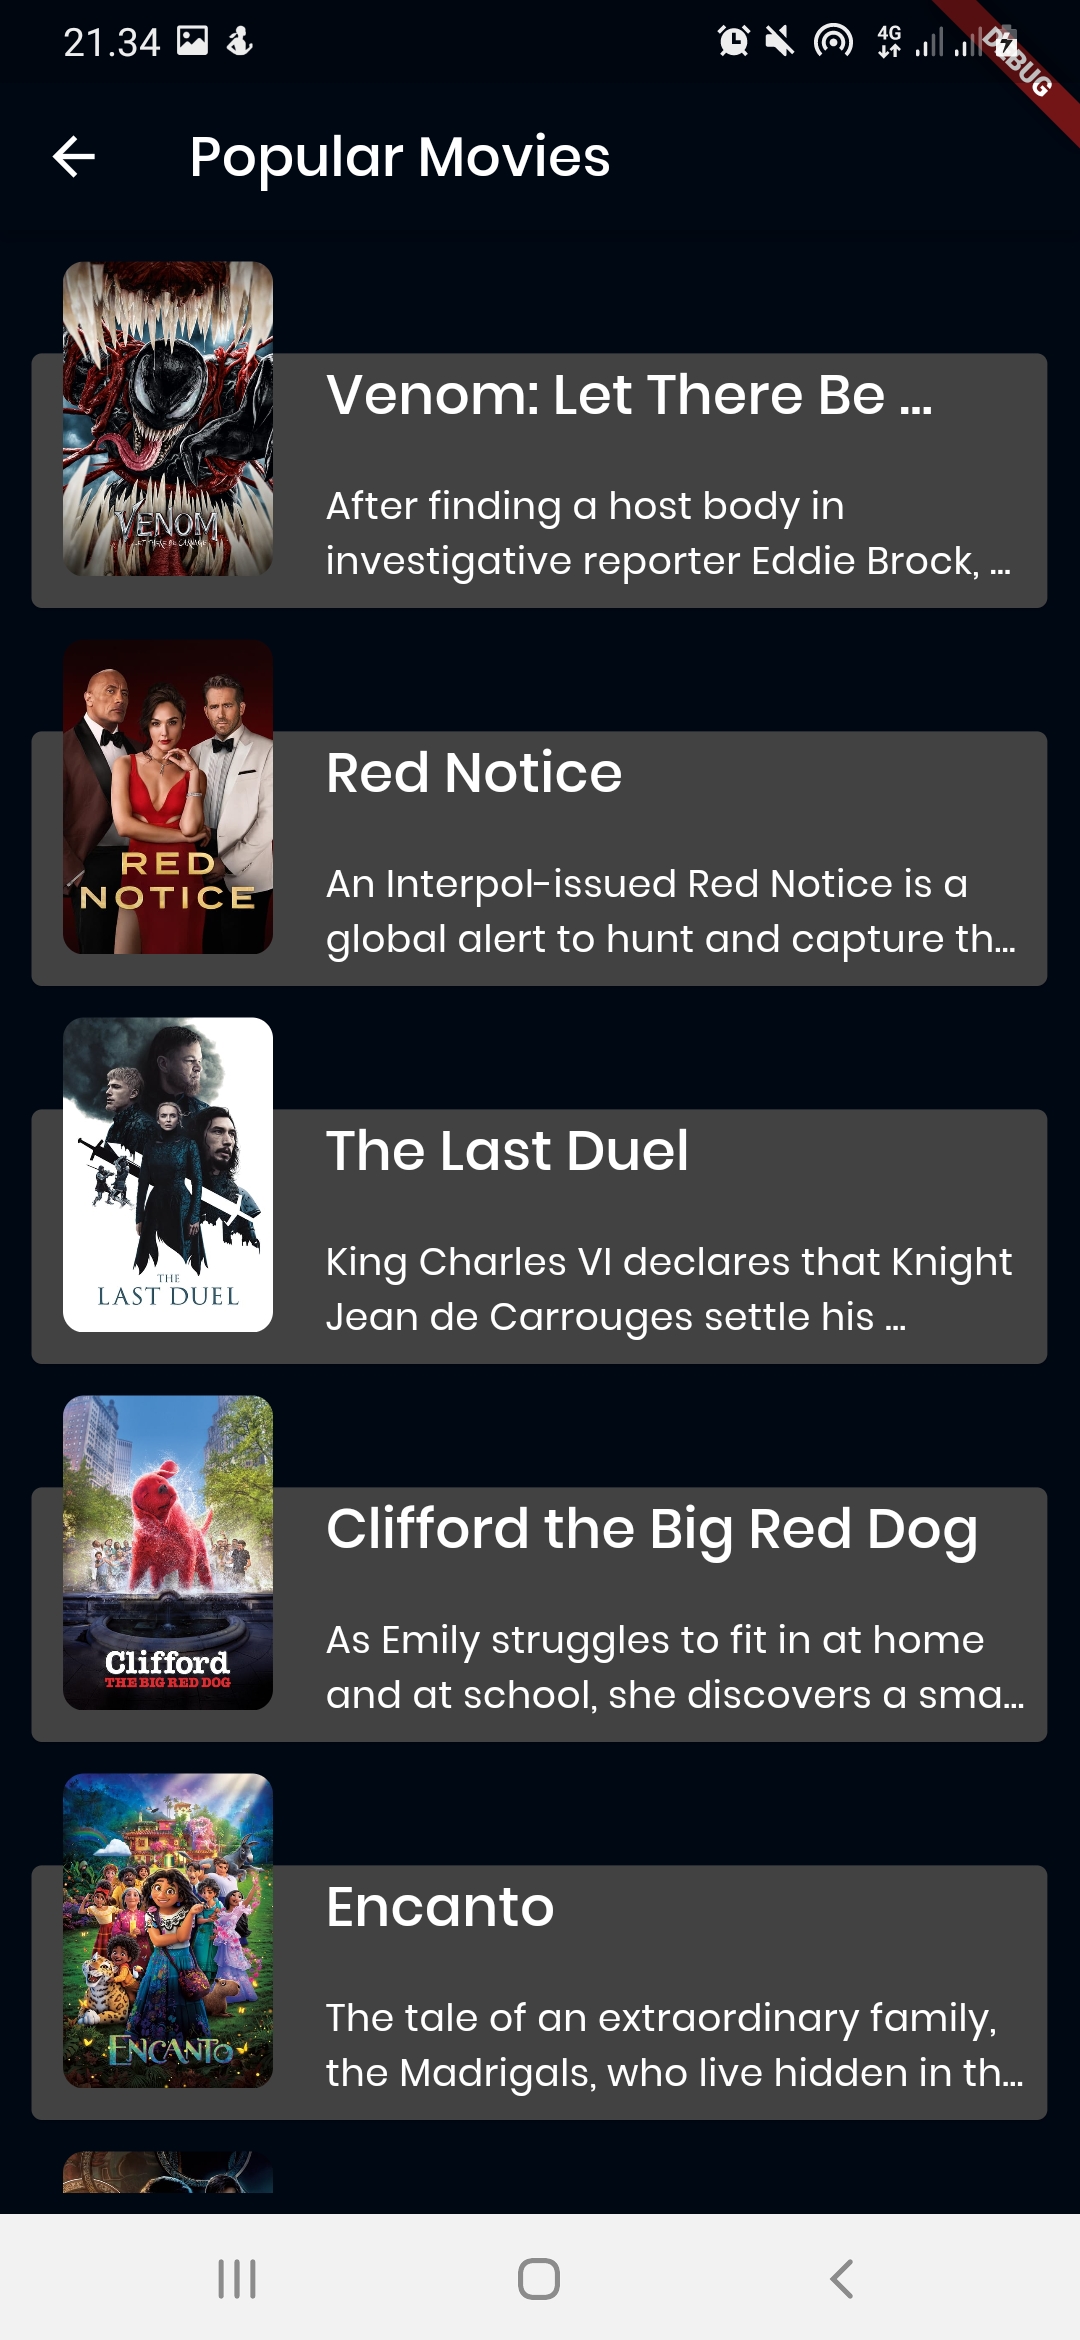 21.34
4G
DEBUG
Popular Movies
VENOM
LET THERE BE CARNAGE
Venom: Let There Be ...
After finding a host body in
investigative reporter Eddie Brock, ...
RED
NOTICE
Red Notice
An Interpol-issued Red Notice is a
global alert to hunt and capture th...
THE
LAST DUEL
The Last Duel
King Charles VI declares that Knight
Jean de Carrouges settle his ...
Clifford
THE BIG RED DOG
Clifford the Big Red Dog
As Emily struggles to fit in at home
and at school, she discovers a sma...
ENCANTO
Encanto
The tale of an extraordinary family,
the Madrigals, who live hidden in th...